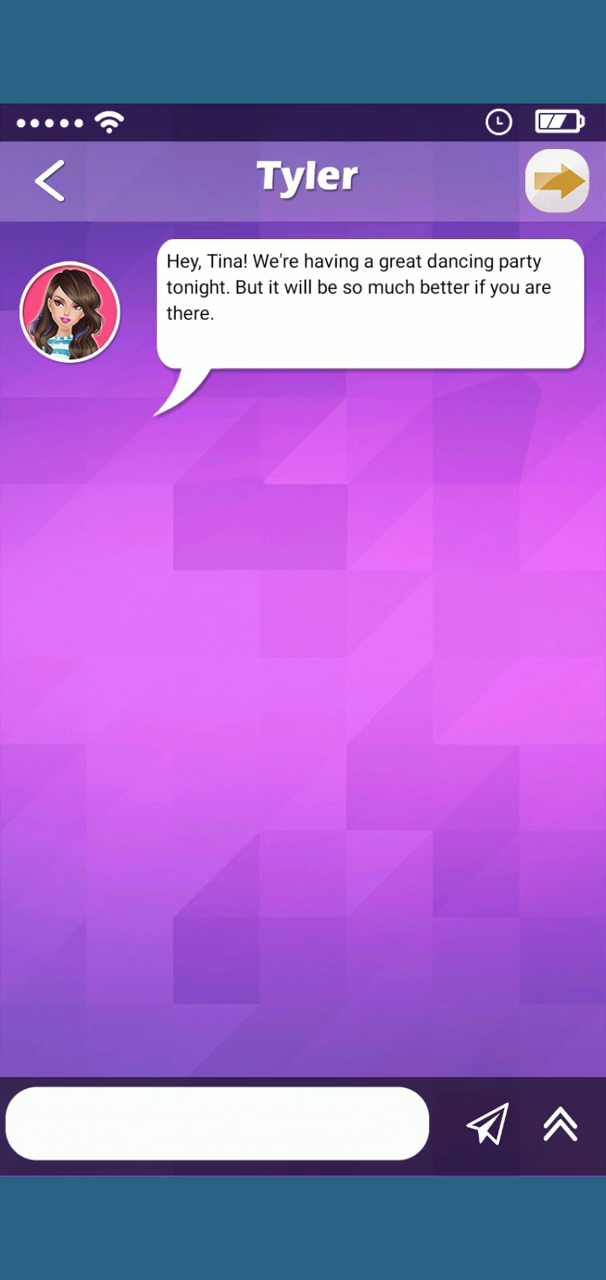 Tyler
Hey, Tina! We're having a great dancing party
tonight. But it will be so much better if you are
there.